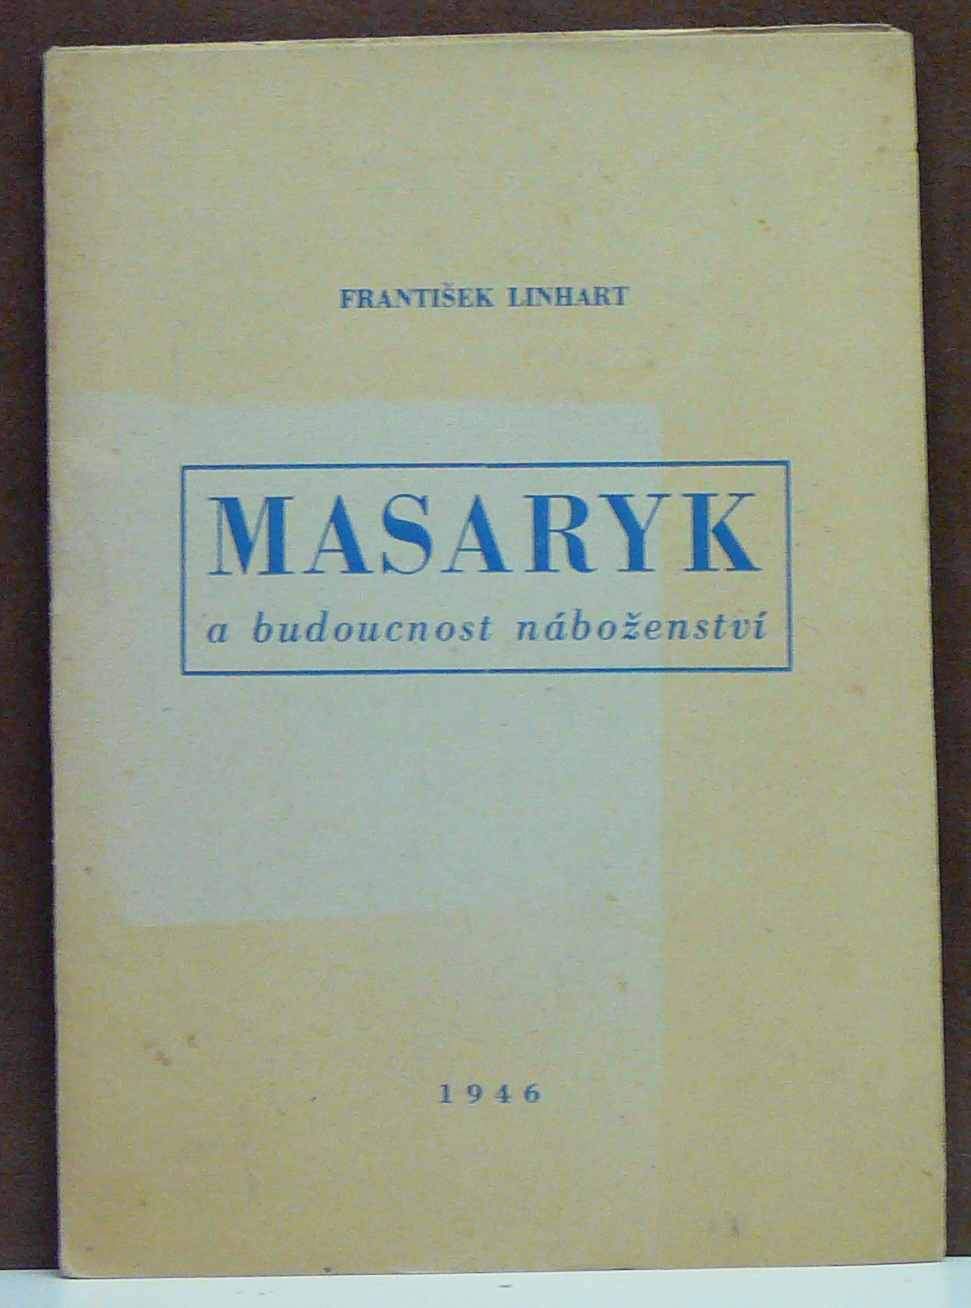 FRANTIŠEK LINHART
MASARYK
a budoucnost náboženství
1946